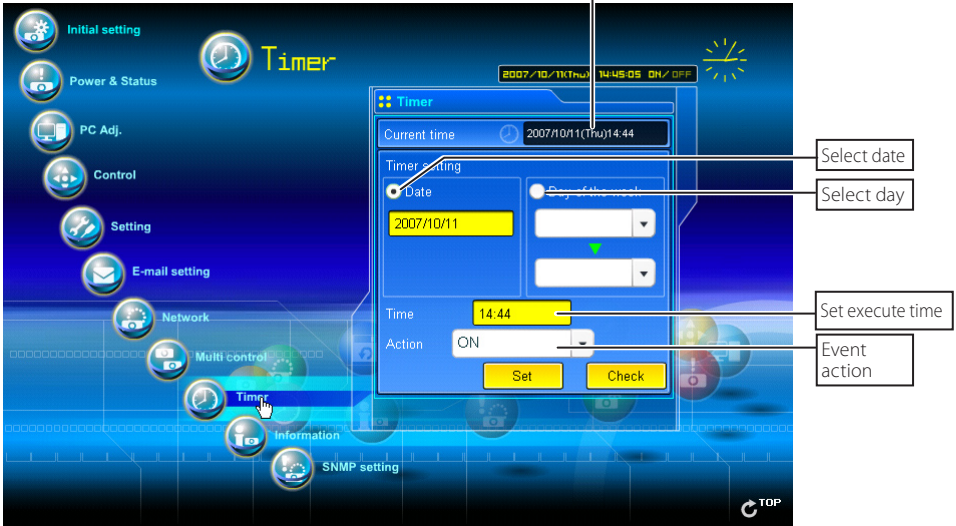 Initial setting
Power & Status
PC Adj.
Control
Setting
E-mail setting
Network
Multi control
Timer
Information
SNMP setting
Timer
2007/10/11(Thu) 14:45:05 ON/OFF
Timer
Current time 2007/10/11(Thu)14:44
Timer setting
Date
Day of the week
2007/10/11
Time 14:44
Action ON
Set Check
TOP
Select date
Select day
Set execute time
Event
action